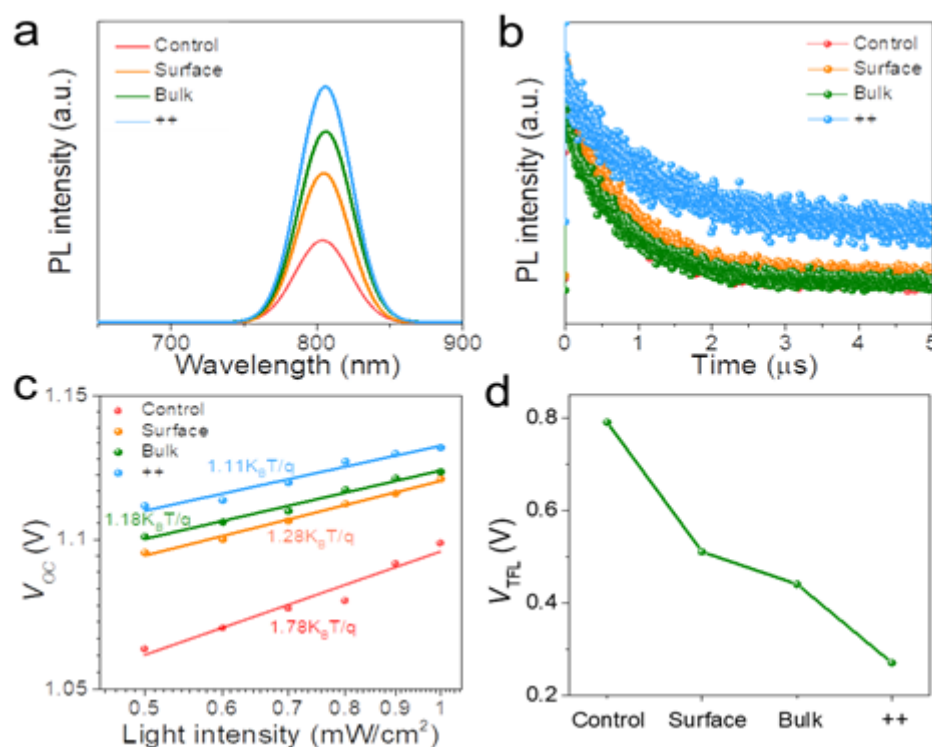 a
Control
Surface
Bulk
++
PL intensity (a.u.)
700 800 900
Wavelength (nm)
b
Control
Surface
Bulk
++
PL intensity (a.u.)
0 1 2 3 4 5
Time (μs)
c
1.15
1.10
1.05
Control
Surface
Bulk
++
1.11K_BT/q
1.18K_BT/q
1.28K_BT/q
1.78K_BT/q
V_OC (V)
0.5 0.6 0.7 0.8 0.9 1
Light intensity (mW/cm²)
d
0.8
0.6
0.4
0.2
V_TFL (V)
Control Surface Bulk ++